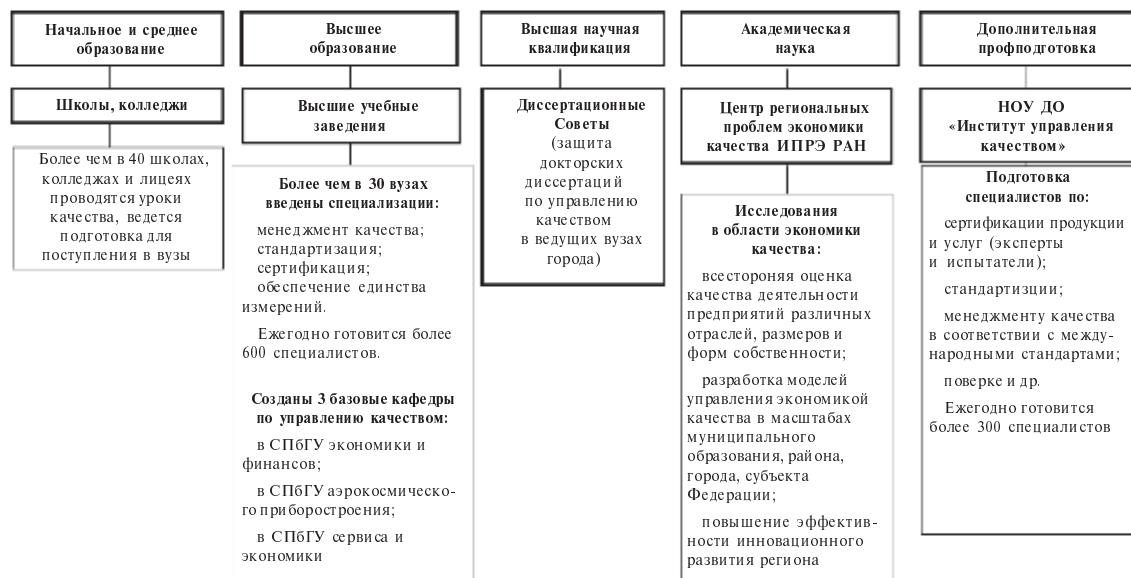 Начальное и среднее
образование
Школы, колледжи
Более чем в 40 школах,
колледжах и лицеях
проводятся уроки
качества, ведется
подготовка для
поступления в вузы
Высшее
образование
Высшие учебные
заведения
Более чем в 30 вузах
введены специализации:
менеджмент качества;
стандартизация;
сертификация;
обеспечение единства
измерений.
Ежегодно готовится более
600 специалистов.
Созданы 3 базовые кафедры
по управлению качеством:
в СПбГУ экономики и
финансов;
в СПбГУ аэрокосмическо-
го приборостроения;
в СПбГУ сервиса и
экономики
Высшая научная
квалификация
Диссертационные
Советы
(защита
докторских
диссертаций
по управлению
качеством
в ведущих вузах
города)
Академическая
наука
Центр региональных
проблем экономики
качества ИПРЭ РАН
Исследования
в области экономики
качества:
всестороняя оценка
качества деятельности
предприятий различных
отраслей, размеров и
форм собственности;
разработка моделей
управления экономикой
качества в масштабах
муниципального
образования, района,
города, субъекта
Федерации;
повышение эффектив-
ности инновационного
развития региона
Дополнительная
профподготовка
НОУ ДО
«Институт управления
качеством»
Подготовка
специалистов по:
сертификации продукции
и услуг (эксперты
и испытатели);
стандартизции;
менеджменту качества
в соответствии с между-
народными стандартами;
поверке и др.
Ежегодно готовится
более 300 специалистов